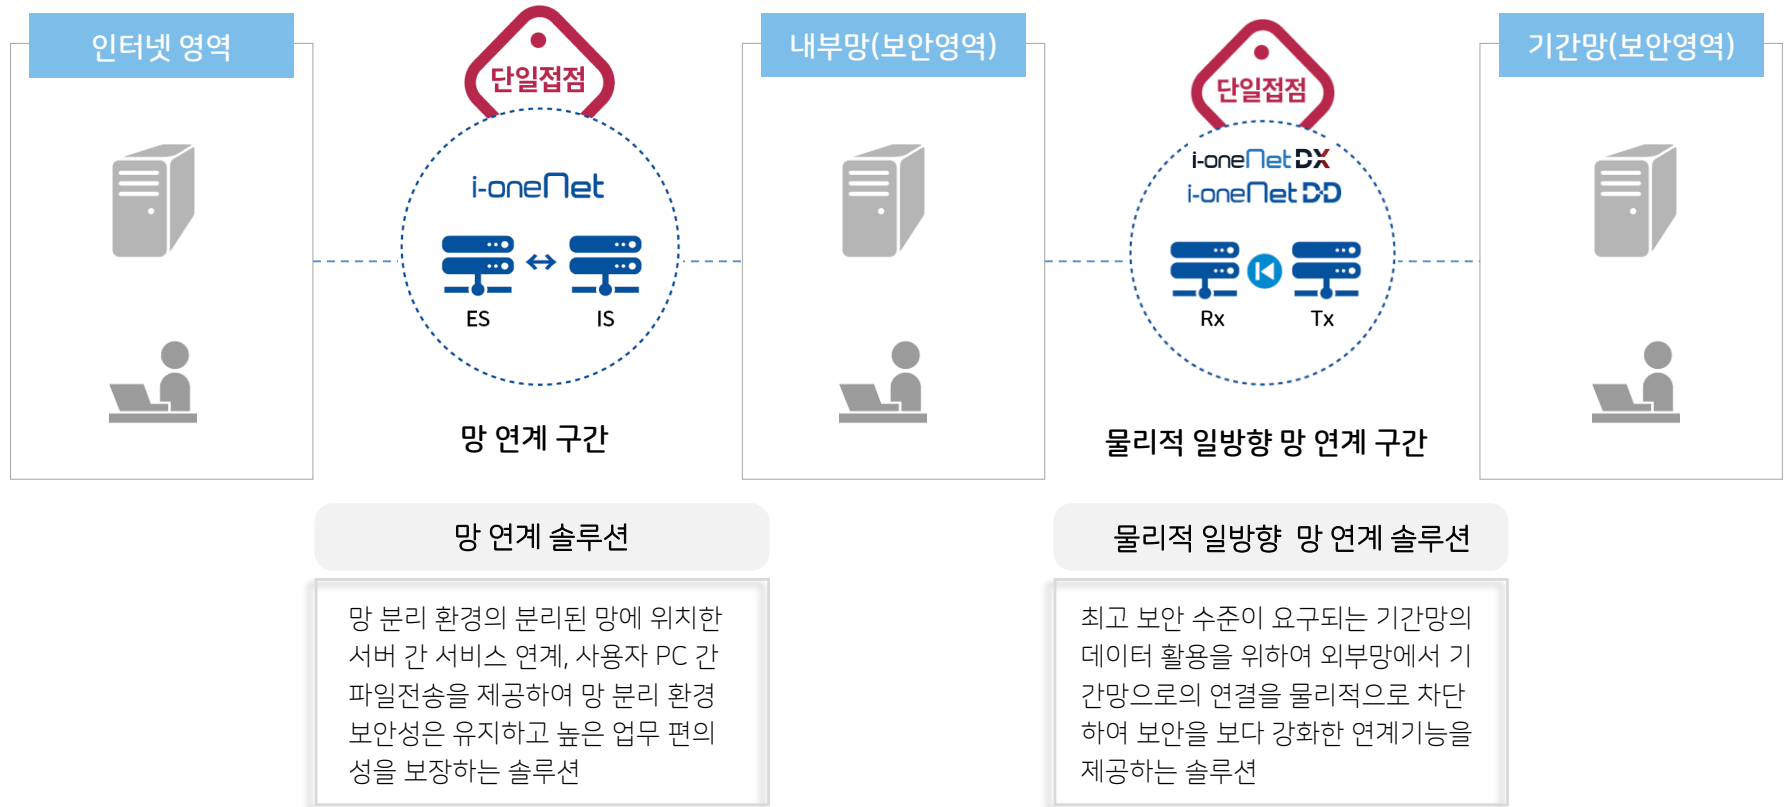 인터넷 영역
단일접점
내부망(보안영역)
단일접점
기간망(보안영역)
i-oneNet
i-oneNet DX
i-oneNet DD
ES
IS
Rx
Tx
망 연계 구간
물리적 일방향 망 연계 구간
망 연계 솔루션
망 분리 환경의 분리된 망에 위치한
서버 간 서비스 연계, 사용자 PC 간
파일전송을 제공하여 망 분리 환경
보안성은 유지하고 높은 업무 편의
성을 보장하는 솔루션
물리적 일방향 망 연계 솔루션
최고 보안 수준이 요구되는 기간망의
데이터 활용을 위하여 외부망에서 기
간망으로의 연결을 물리적으로 차단
하여 보안을 보다 강화한 연계기능을
제공하는 솔루션